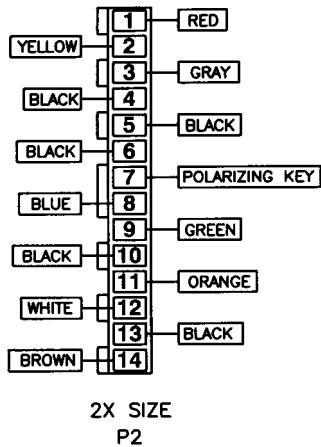 1 RED
YELLOW 2
3 GRAY
BLACK 4
5 BLACK
BLACK 6
7 POLARIZING KEY
BLUE 8
9 GREEN
BLACK 10
11 ORANGE
WHITE 12
13 BLACK
BROWN 14
2X SIZE
P2